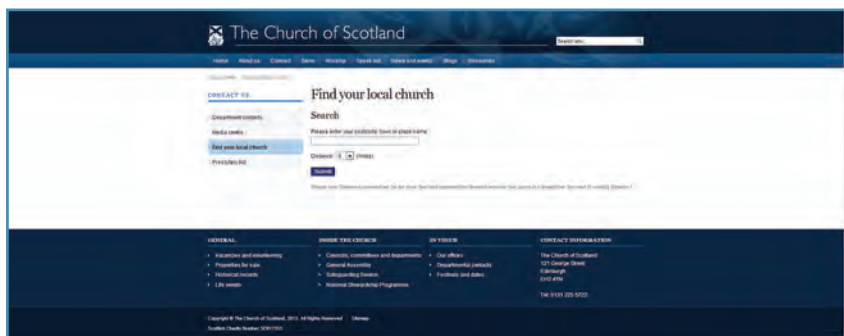 The Church of Scotland
Search site...
Home About us Connect Serve Worship Speak out News and events Blogs Resources
CONTACT US
Department contacts
Media centre
Find your local church
Presbytery list
Find your local church
Search
Please enter your postcode, town or place name
Distance 5 (miles)
Submit
GENERAL
Vacancies and volunteering
Properties for sale
Historical records
Life events
INSIDE THE CHURCH
Councils, committees and departments
General Assembly
Safeguarding Service
National Stewardship Programme
IN TOUCH
Our offices
Departmental contacts
Festivals and dates
CONTACT INFORMATION
The Church of Scotland
121 George Street
Edinburgh
EH2 4YN
Tel: 0131 225 5722
Copyright © The Church of Scotland, 2013. All Rights Reserved Sitemap
Scottish Charity Number